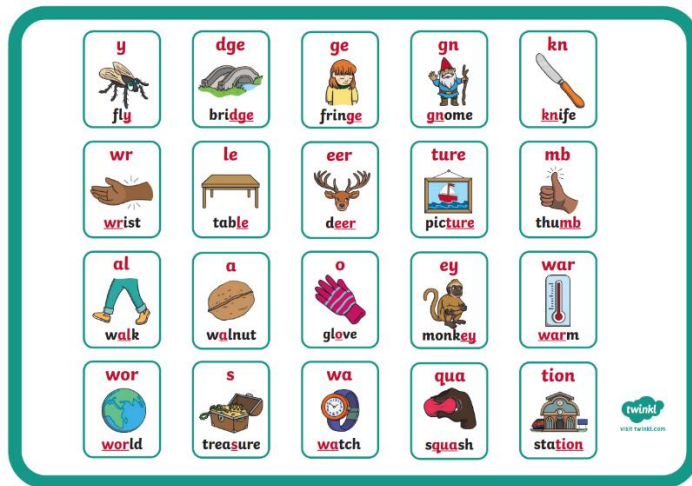 y dge ge gn kn
fly bridge fringe gnome knife
wr le eer ture mb
wrist table deer picture thumb
al a o ey war
walk walnut glove monkey warm
wor s wa qua tion
world treasure watch squash station
twinkl
visit twinkl.com